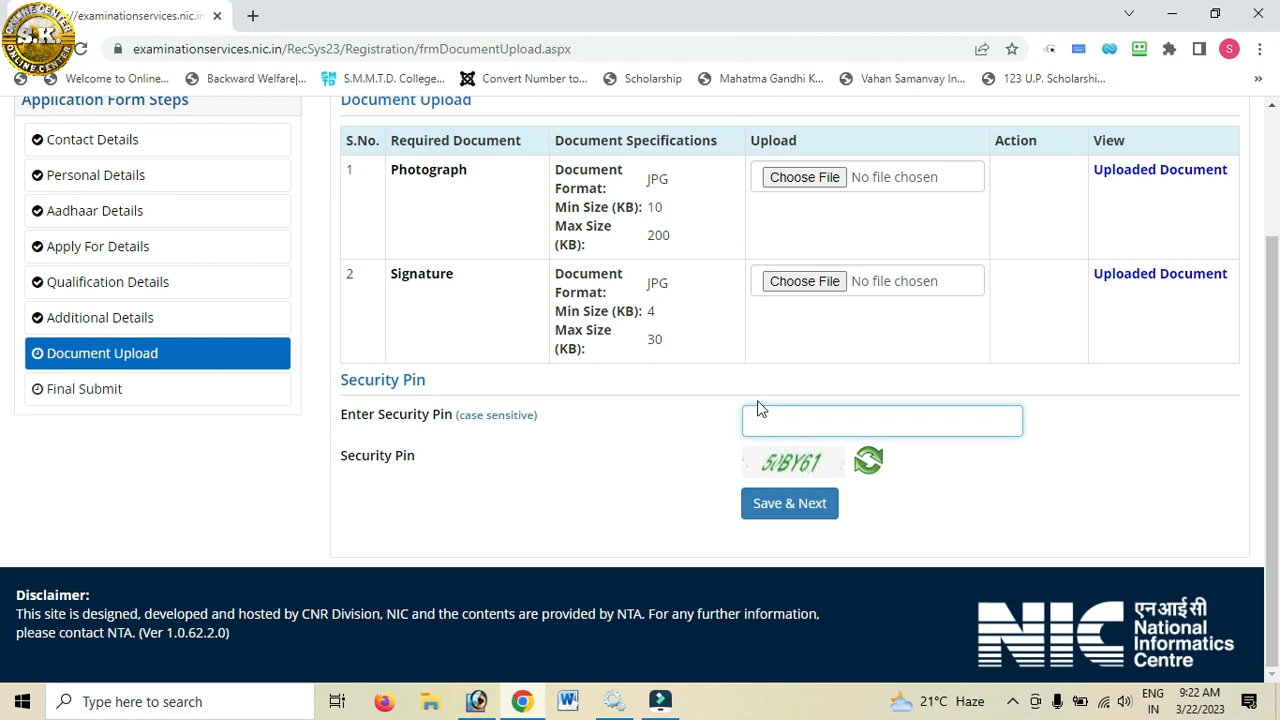 //examinationservices.nic.in
ONLINE CENTER
S.K.
ONLINE CENTER
examinationservices.nic.in/RecSys23/Registration/frmDocumentUpload.aspx
S
Welcome to Online...
Backward Welfare|...
S.M.M.T.D. College...
Convert Number to...
Scholarship
Mahatma Gandhi K...
Vahan Samanvay In...
123 U.P. Scholarshi...
»
Application Form Steps
Contact Details
Personal Details
Aadhaar Details
Apply For Details
Qualification Details
Additional Details
Document Upload
Final Submit
Document Upload
S.No. Required Document Document Specifications Upload Action View
1 Photograph Document Format: JPG Choose File No file chosen Uploaded Document
Min Size (KB): 10
Max Size (KB): 200
2 Signature Document Format: JPG Choose File No file chosen Uploaded Document
Min Size (KB): 4
Max Size (KB): 30
Security Pin
Enter Security Pin (case sensitive)
Security Pin
Save & Next
Disclaimer:
This site is designed, developed and hosted by CNR Division, NIC and the contents are provided by NTA. For any further information,
please contact NTA. (Ver 1.0.62.2.0)
NIC
एन आई सी
National
Informatics
Centre
Type here to search
21°C Haze
ENG
IN
9:22 AM
3/22/2023